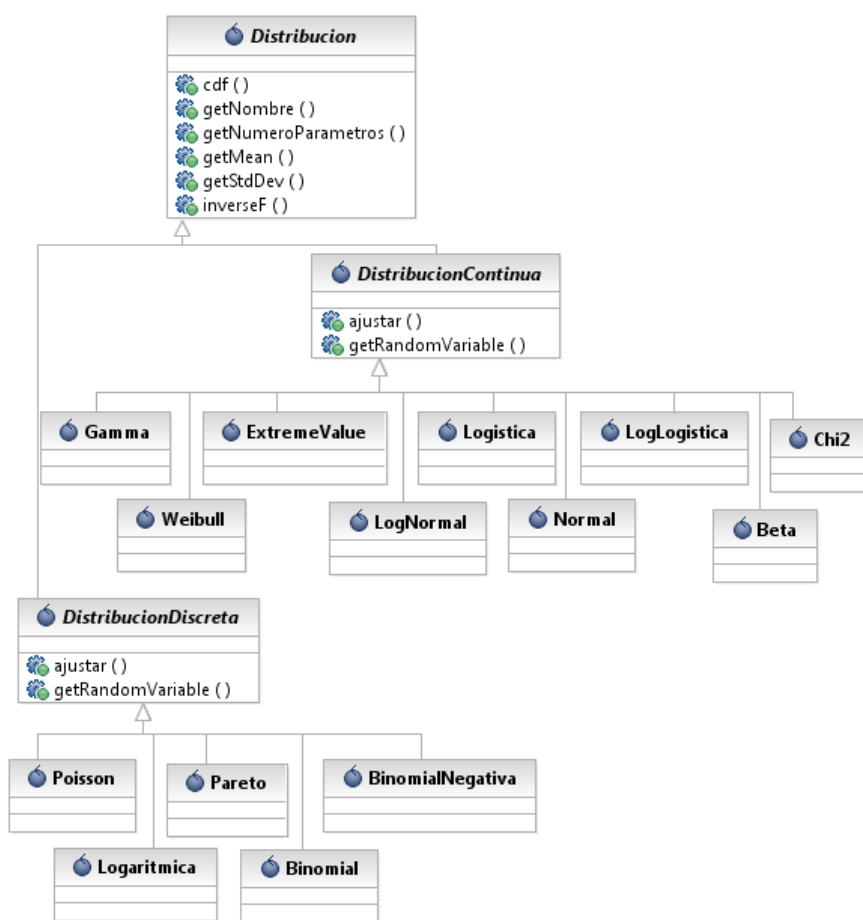 Distribucion
cdf ( )
getNombre ( )
getNumeroParametros ( )
getMean ( )
getStdDev ( )
inverseF ( )
DistribucionContinua
ajustar ( )
getRandomVariable ( )
Gamma
ExtremeValue
Logistica
LogLogistica
Chi2
Weibull
LogNormal
Normal
Beta
DistribucionDiscreta
ajustar ( )
getRandomVariable ( )
Poisson
Pareto
BinomialNegativa
Logaritmica
Binomial